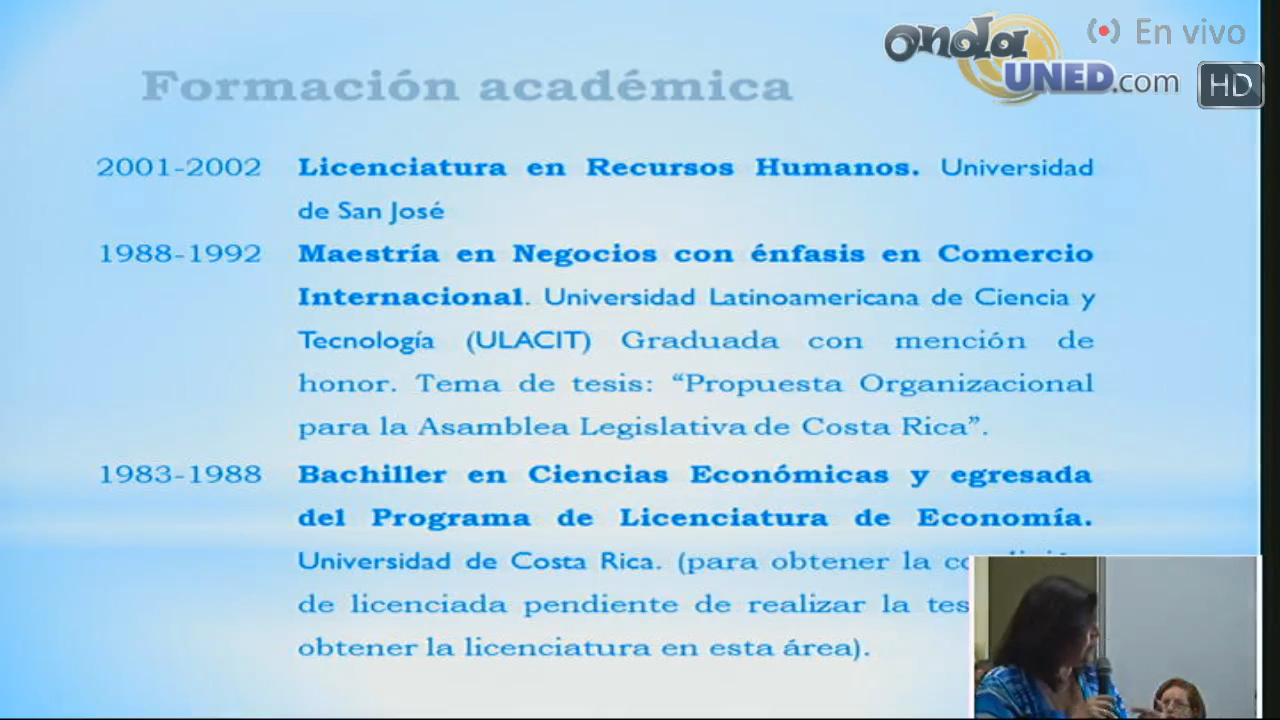 onda
UNED.com
En vivo
HD
Formación académica
2001-2002 Licenciatura en Recursos Humanos. Universidad
de San José
1988-1992 Maestría en Negocios con énfasis en Comercio
Internacional. Universidad Latinoamericana de Ciencia y
Tecnología (ULACIT) Graduada con mención de
honor. Tema de tesis: “Propuesta Organizacional
para la Asamblea Legislativa de Costa Rica”.
1983-1988 Bachiller en Ciencias Económicas y egresada
del Programa de Licenciatura de Economía.
Universidad de Costa Rica. (para obtener la
de licenciada pendiente de realizar la
obtener la licenciatura en esta área).